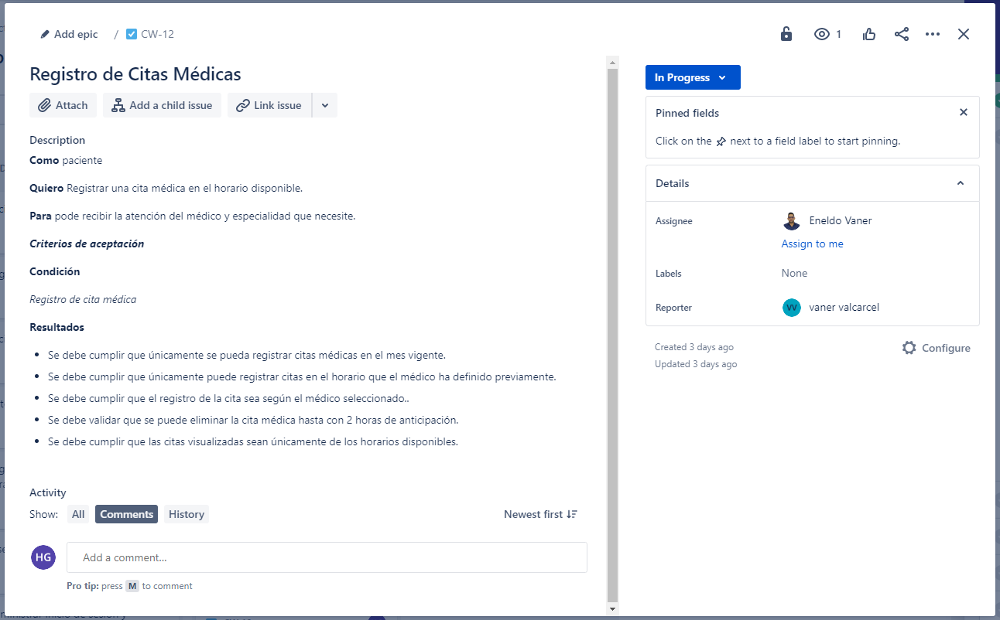 Add epic / CW-12
1
Registro de Citas Médicas
Attach
Add a child issue
Link issue
Description
Como paciente
Quiero Registrar una cita médica en el horario disponible.
Para pode recibir la atención del médico y especialidad que necesite.
Criterios de aceptación
Condición
Registro de cita médica
Resultados
Se debe cumplir que únicamente se pueda registrar citas médicas en el mes vigente.
Se debe cumplir que únicamente puede registrar citas en el horario que el médico ha definido previamente.
Se debe cumplir que el registro de la cita sea según el médico seleccionado..
Se debe validar que se puede eliminar la cita médica hasta con 2 horas de anticipación.
Se debe cumplir que las citas visualizadas sean únicamente de los horarios disponibles.
Activity
Show: All Comments History
Newest first
HG
Add a comment...
Pro tip: press M to comment
In Progress
Pinned fields
Click on the next to a field label to start pinning.
Details
Assignee
Eneldo Vaner
Assign to me
Labels
None
Reporter
VV
vaner valcarcel
Created 3 days ago
Updated 3 days ago
Configure